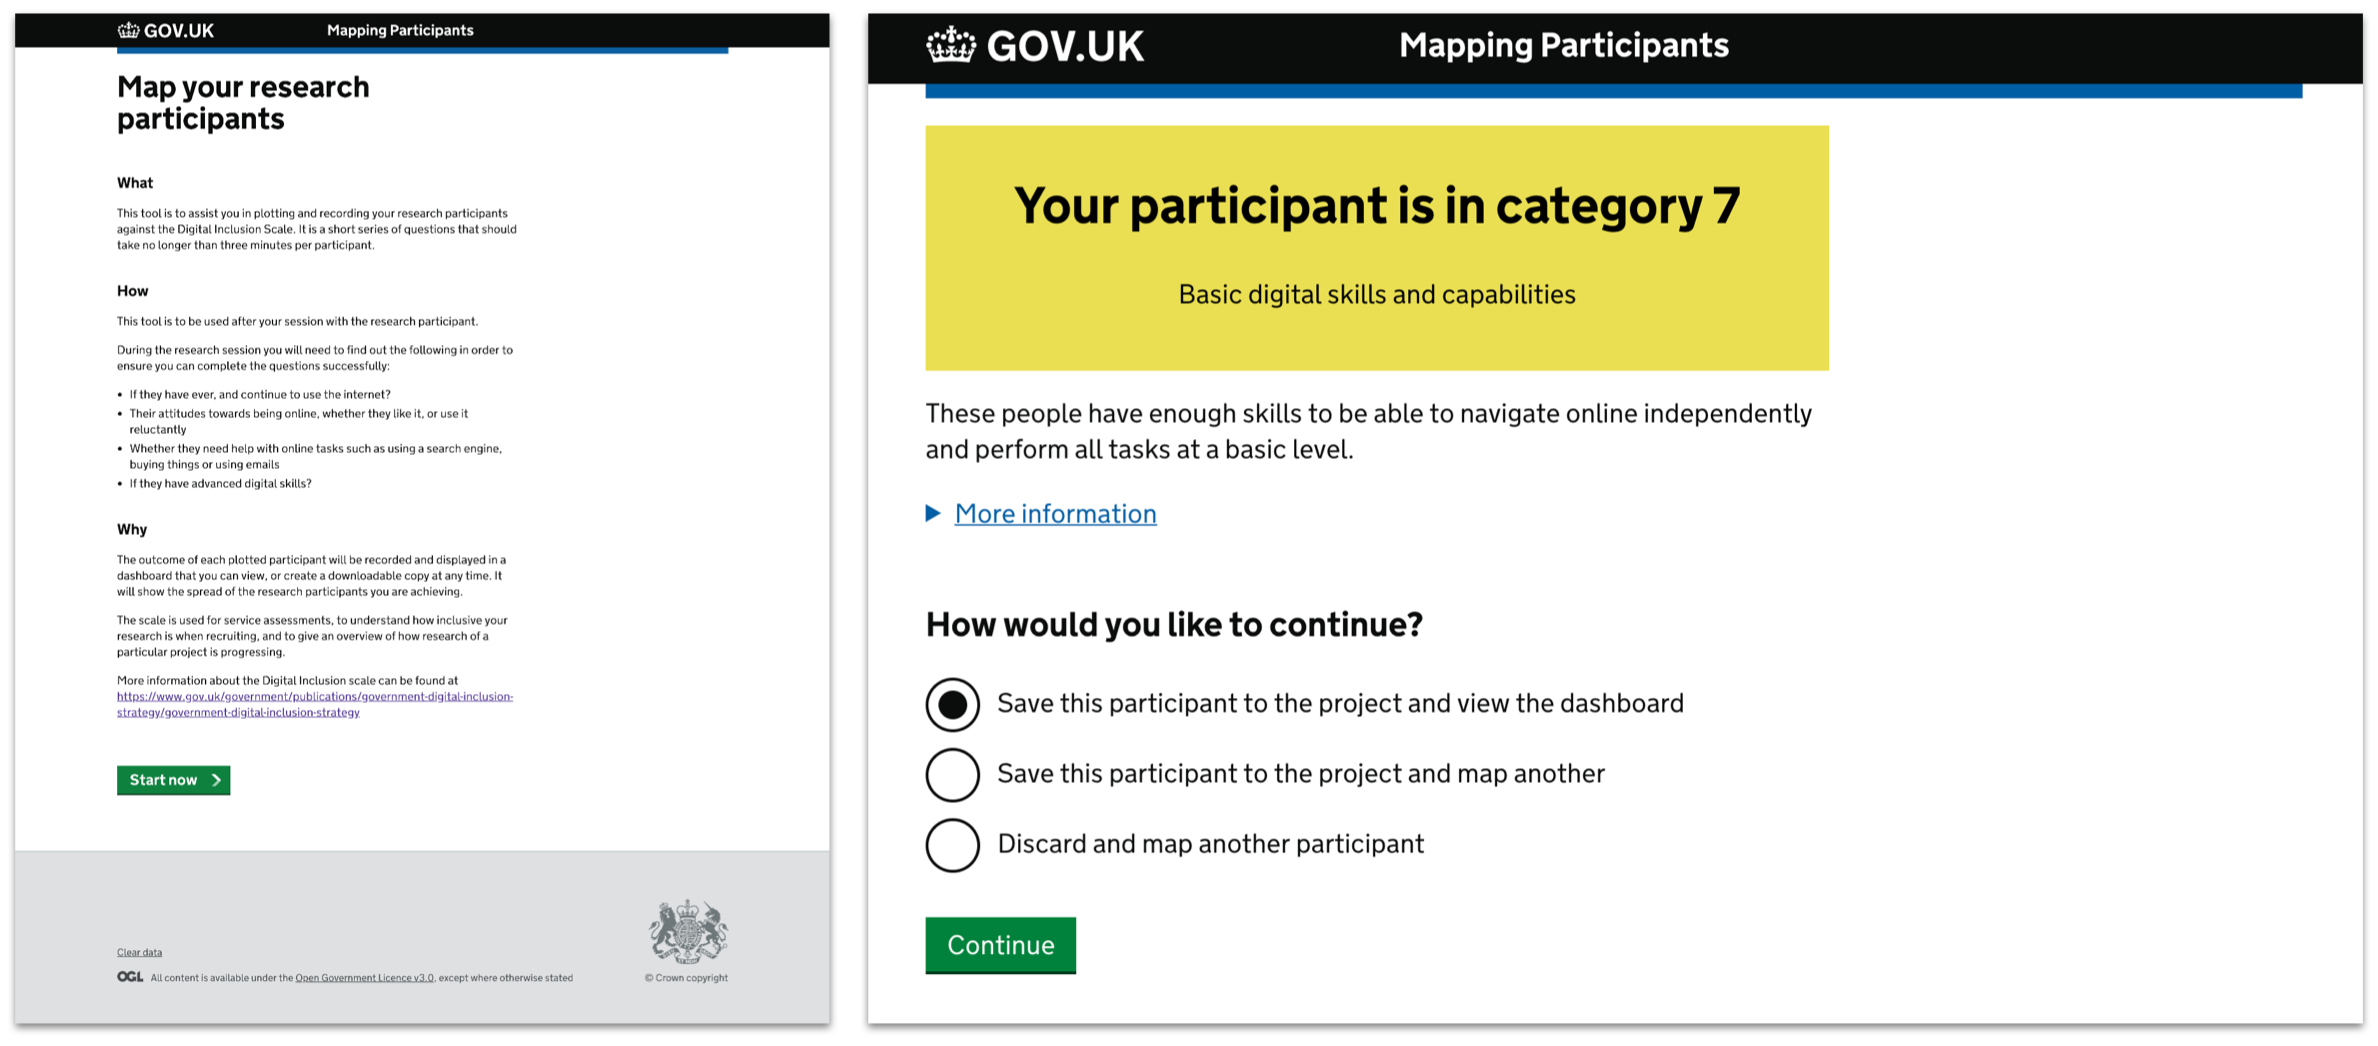 GOV.UK
Mapping Participants
Map your research
participants
What
This tool is to assist you in plotting and recording your research participants
against the Digital Inclusion Scale. It is a short series of questions that should
take no longer than three minutes per participant.
How
This tool is to be used after your session with the research participant.
During the research session you will need to find out the following in order to
ensure you can complete the questions successfully:
• If they have ever, and continue to use the internet?
• Their attitudes towards being online, whether they like it, or use it
reluctantly
• Whether they need help with online tasks such as using a search engine,
buying things or using emails
• If they have advanced digital skills?
Why
The outcome of each plotted participant will be recorded and displayed in a
dashboard that you can view, or create a downloadable copy at any time. It
will show the spread of the research participants you are achieving.
The scale is used for service assessments, to understand how inclusive your
research is when recruiting, and to give an overview of how research of a
particular project is progressing.
More information about the Digital Inclusion scale can be found at
https://www.gov.uk/government/publications/government-digital-inclusion-
strategy/government-digital-inclusion-strategy
Start now
Clear data
OGL All content is available under the Open Government Licence v3.0, except where otherwise stated
© Crown copyright
GOV.UK
Mapping Participants
Your participant is in category 7
Basic digital skills and capabilities
These people have enough skills to be able to navigate online independently
and perform all tasks at a basic level.
More information
How would you like to continue?
Save this participant to the project and view the dashboard
Save this participant to the project and map another
Discard and map another participant
Continue